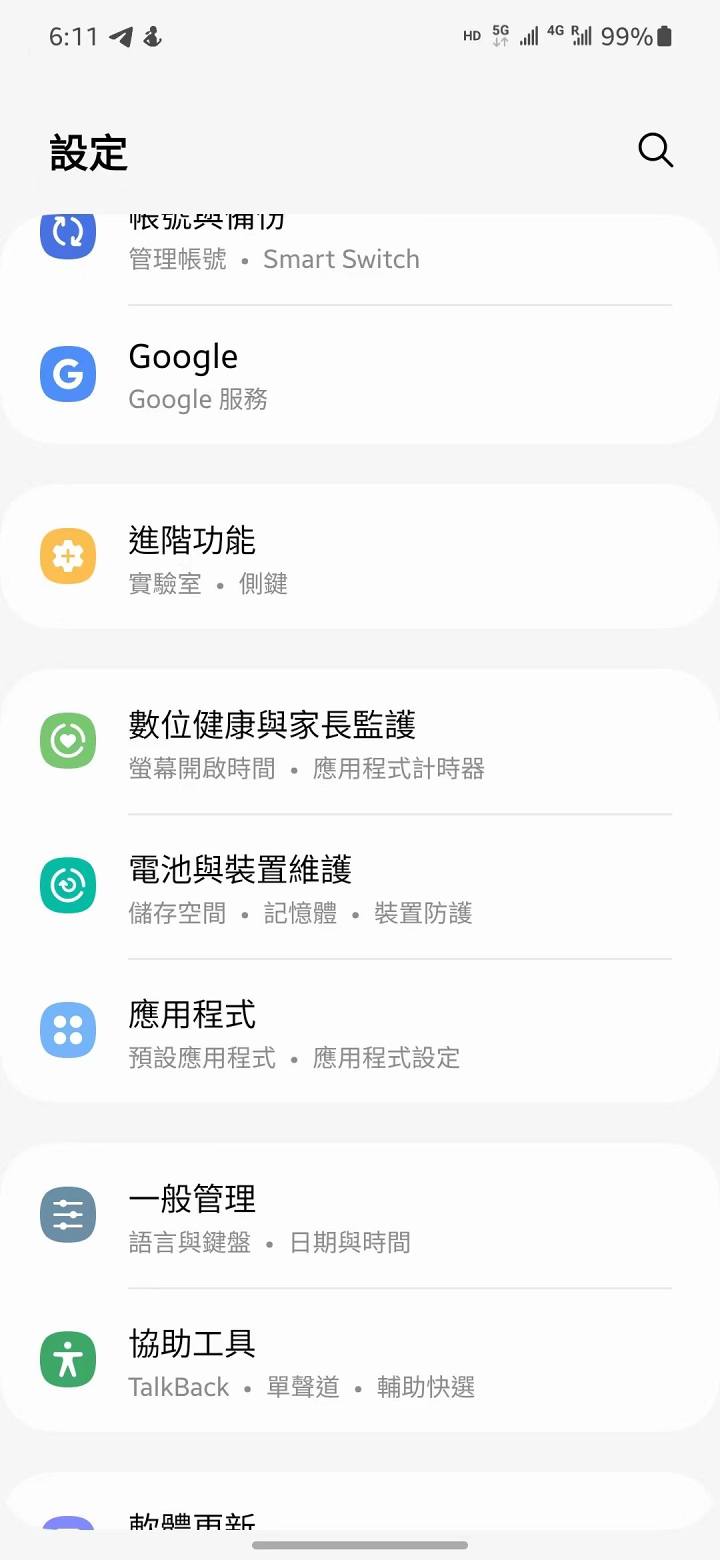 6:11
HD 5G 4G R 99%
設定
帳號與備份
管理帳號 • Smart Switch
Google
Google 服務
進階功能
實驗室 • 側鍵
數位健康與家長監護
螢幕開啟時間 • 應用程式計時器
電池與裝置維護
儲存空間 • 記憶體 • 裝置防護
應用程式
預設應用程式 • 應用程式設定
一般管理
語言與鍵盤 • 日期與時間
協助工具
TalkBack • 單聲道 • 輔助快選
軟體更新